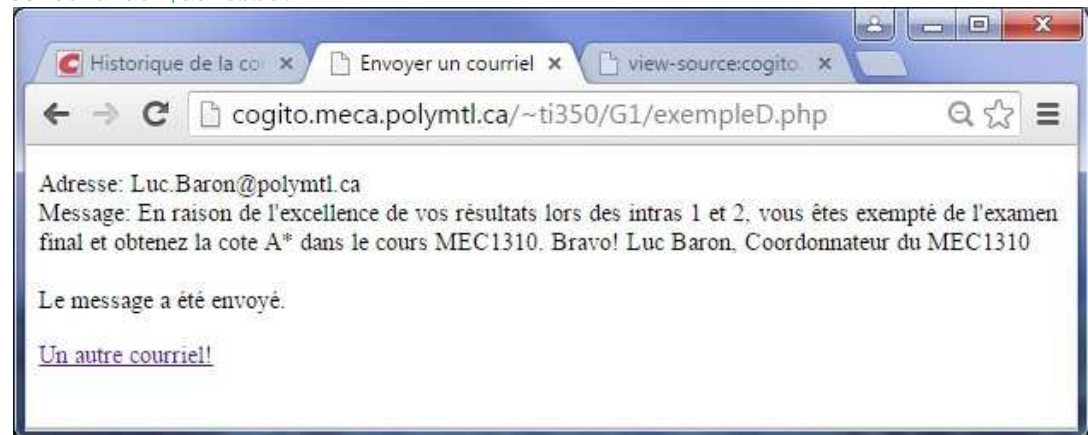 Historique de la co
Envoyer un courriel
view-source:cogito.
cogito.meca.polymtl.ca/~ti350/G1/exempleD.php
Adresse: Luc.Baron@polymtl.ca
Message: En raison de l'excellence de vos résultats lors des intras 1 et 2, vous êtes exempté de l'examen
final et obtenez la cote A* dans le cours MEC1310. Bravo! Luc Baron, Coordonnateur du MEC1310
Le message a été envoyé.
Un autre courriel!